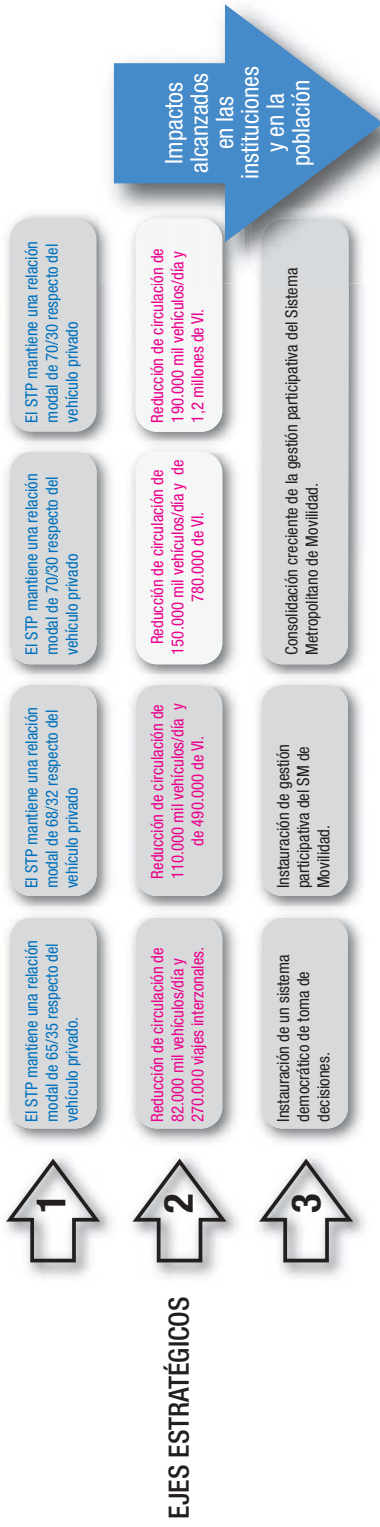 EJES ESTRATÉGICOS
1
El STP mantiene una relación
modal de 65/35 respecto del
vehículo privado.
El STP mantiene una relación
modal de 68/32 respecto del
vehículo privado
El STP mantiene una relación
modal de 70/30 respecto del
vehículo privado
El STP mantiene una relación
modal de 70/30 respecto del
vehículo privado
2
Reducción de circulación de
82.000 mil vehículos/día y
270.000 viajes interzonales.
Reducción de circulación de
110.000 mil vehículos/día y
de 490.000 de VI.
Reducción de circulación de
150.000 mil vehículos/día y de
780.000 de VI.
Reducción de circulación de
190.000 mil vehículos/día y
1,2 millones de VI.
3
Instauración de un sistema
democrático de toma de
decisiones.
Instauración de gestión
participativa del SM de
Movilidad.
Consolidación creciente de la gestión participativa del Sistema
Metropolitano de Movilidad.
Impactos
alcanzados
en las
instituciones
y en la
población